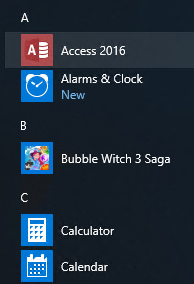 A
Access 2016
Alarms & Clock
New
B
Bubble Witch 3 Saga
C
Calculator
Calendar